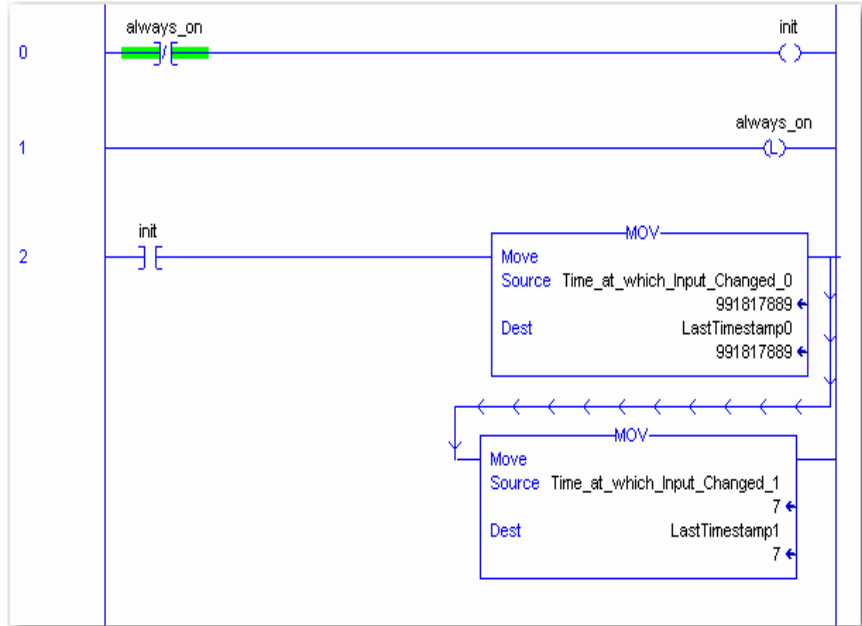 always_on
init
0
always_on
1
L
init
2
MOV
Move
Source Time_at_which_Input_Changed_0
991817889
Dest LastTimestamp0
991817889
MOV
Move
Source Time_at_which_Input_Changed_1
7
Dest LastTimestamp1
7